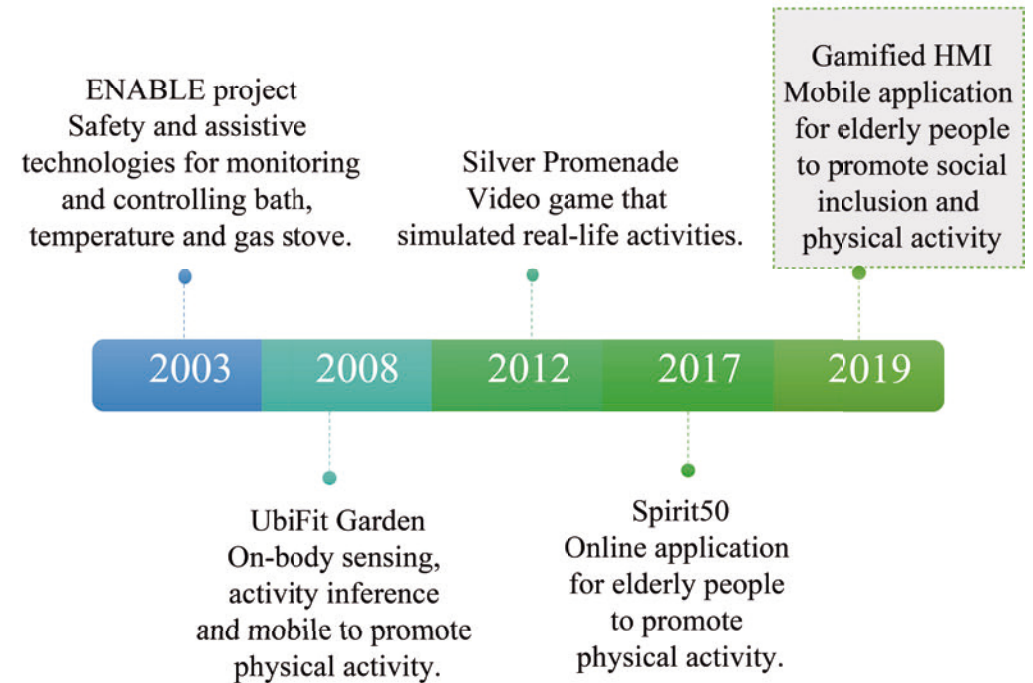 ENABLE project
Safety and assistive
technologies for monitoring
and controlling bath,
temperature and gas stove.
Silver Promenade
Video game that
simulated real-life activities.
Gamified HMI
Mobile application
for elderly people
to promote social
inclusion and
physical activity
2003
2008
2012
2017
2019
UbiFit Garden
On-body sensing,
activity inference
and mobile to promote
physical activity.
Spirit50
Online application
for elderly people
to promote
physical activity.